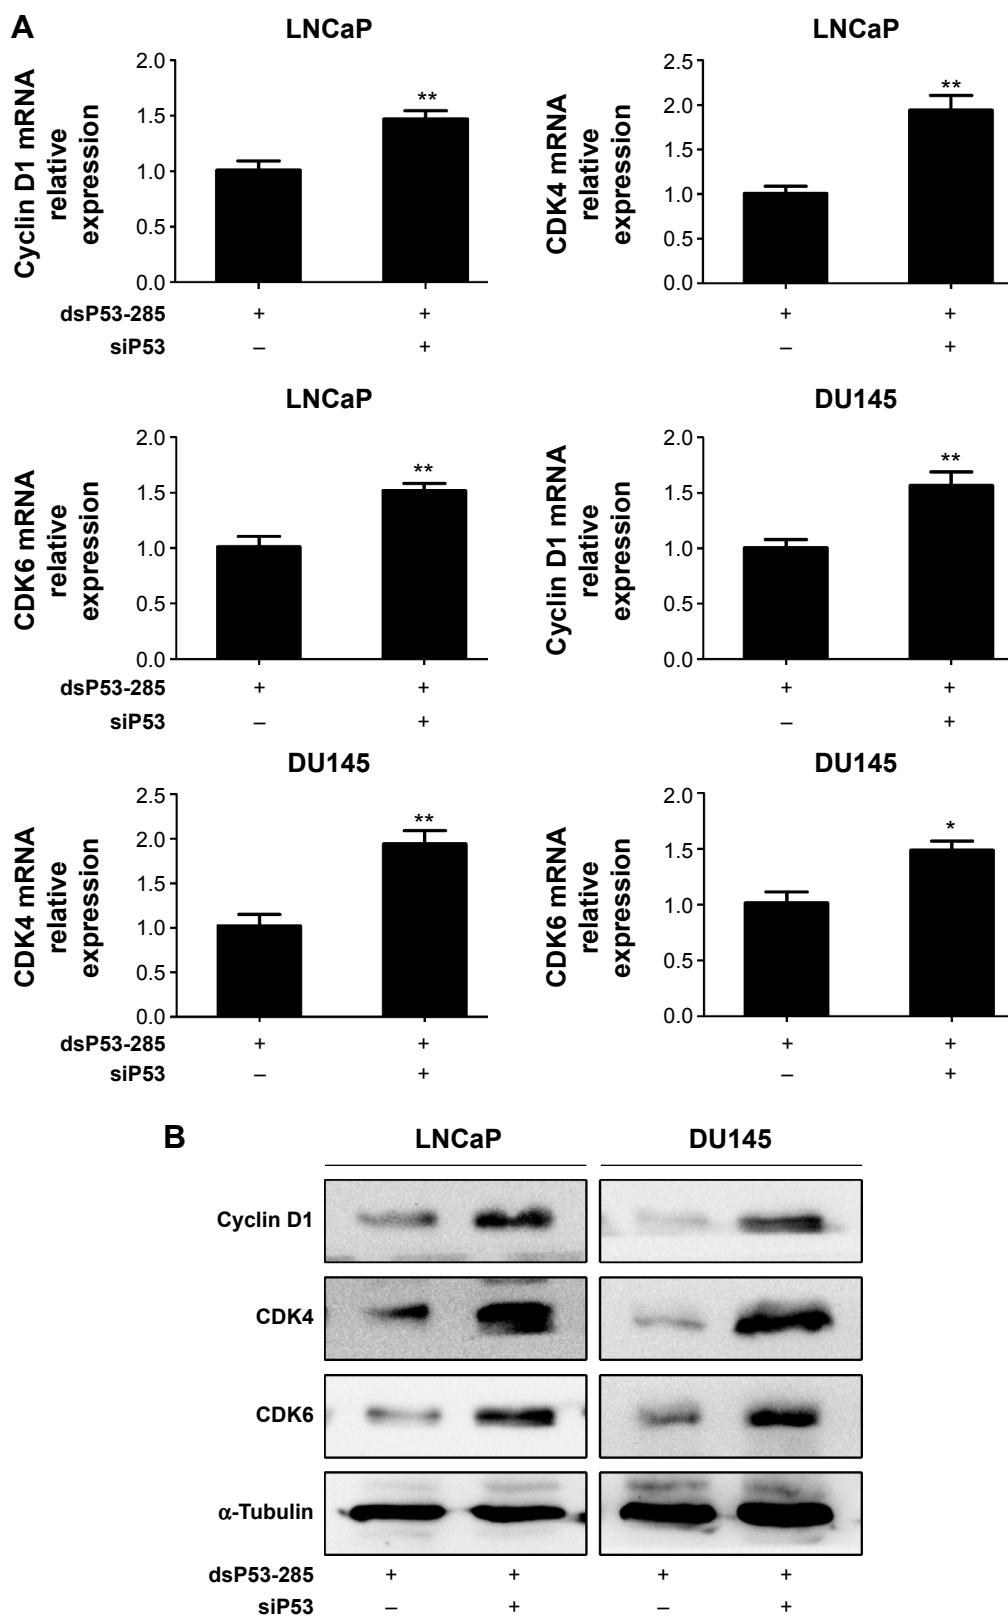 A
LNCaP
Cyclin D1 mRNA
relative
expression
2.0
1.5
1.0
0.5
0.0
**
dsP53-285 + +
siP53 – +
LNCaP
CDK4 mRNA
relative
expression
2.5
2.0
1.5
1.0
0.5
0.0
**
+ +
– +
LNCaP
CDK6 mRNA
relative
expression
2.0
1.5
1.0
0.5
0.0
**
dsP53-285 + +
siP53 – +
DU145
Cyclin D1 mRNA
relative
expression
2.0
1.5
1.0
0.5
0.0
**
+ +
– +
DU145
CDK4 mRNA
relative
expression
2.5
2.0
1.5
1.0
0.5
0.0
**
dsP53-285 + +
siP53 – +
DU145
CDK6 mRNA
relative
expression
2.0
1.5
1.0
0.5
0.0
*
+ +
– +
B
LNCaP DU145
Cyclin D1
CDK4
CDK6
α-Tubulin
dsP53-285 + + + +
siP53 – + – +